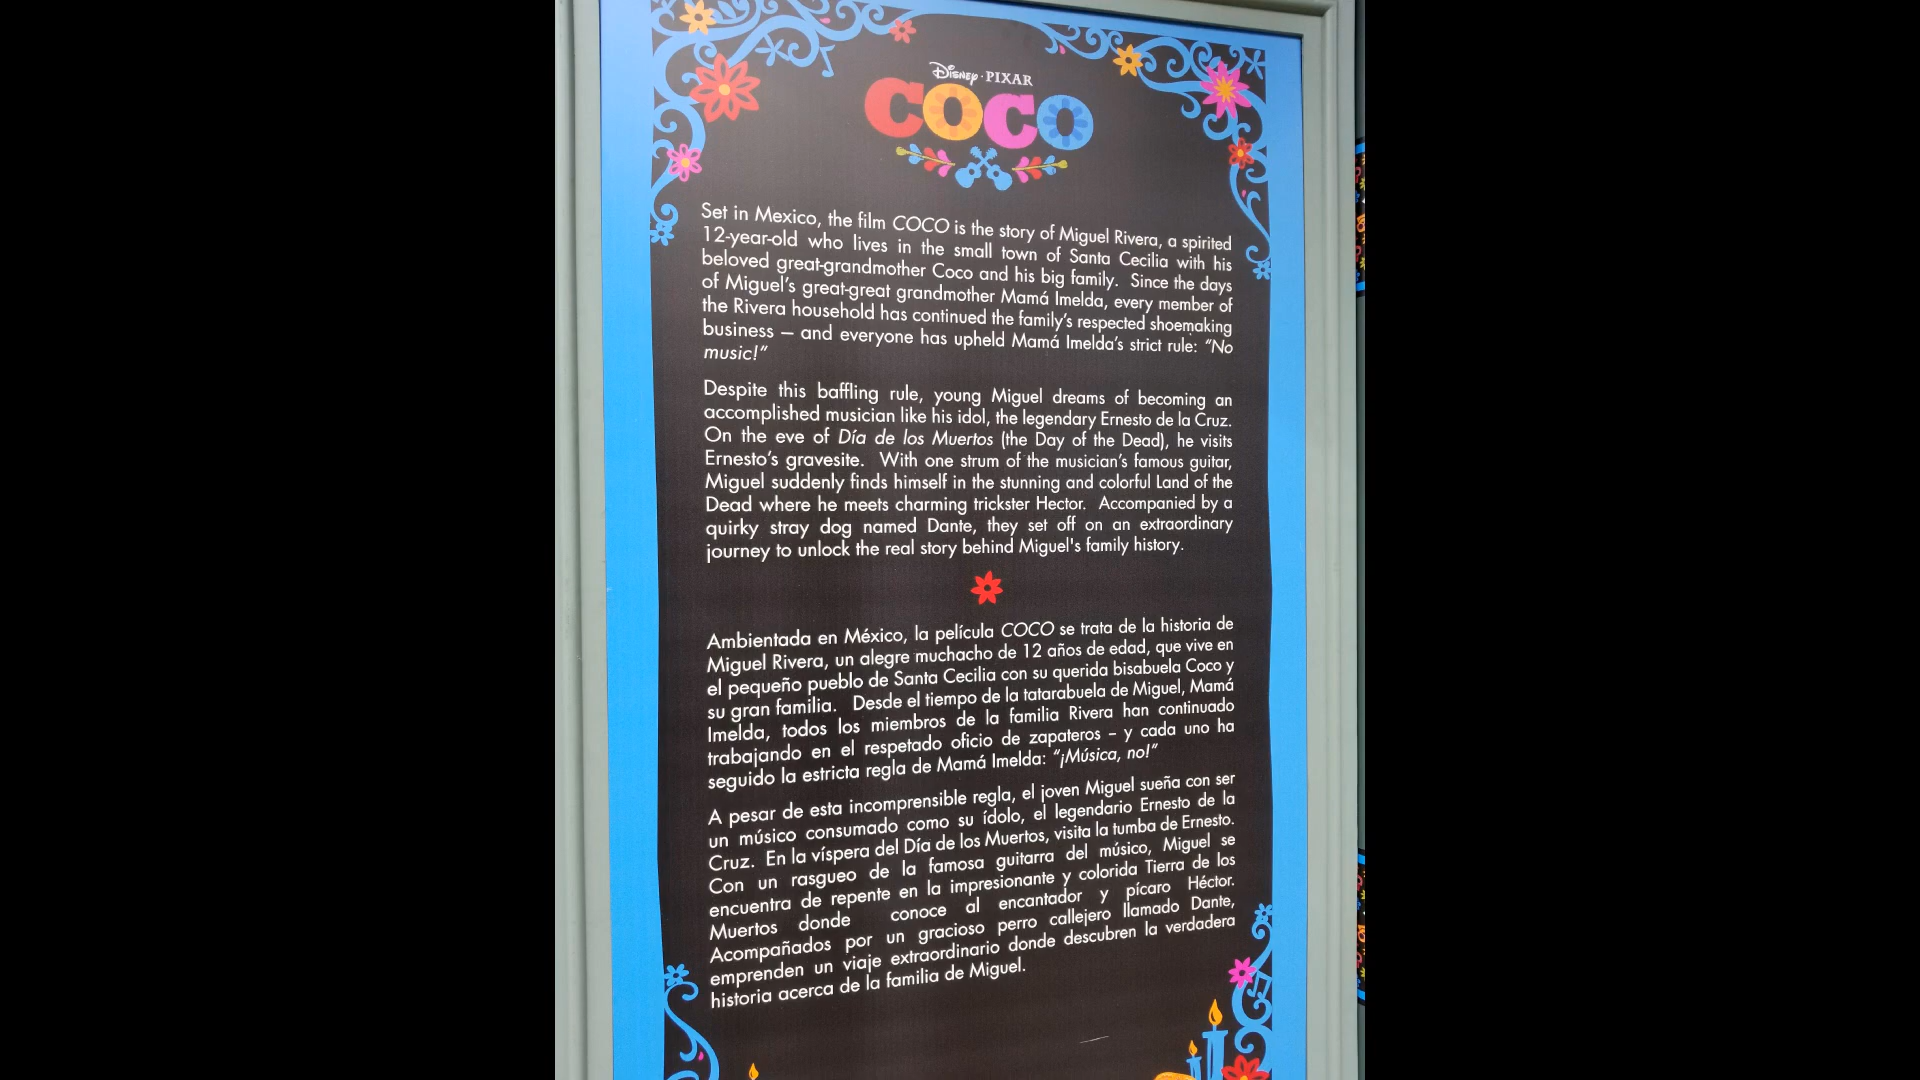 Disney·PIXAR
COCO
Set in Mexico, the film COCO is the story of Miguel Rivera, a spirited
12-year-old who lives in the small town of Santa Cecilia with his
beloved great-grandmother Coco and his big family. Since the days
of Miguel’s great-great grandmother Mamá Imelda, every member of
the Rivera household has continued the family’s respected shoemaking
business – and everyone has upheld Mamá Imelda’s strict rule: “No
music!”
Despite this baffling rule, young Miguel dreams of becoming an
accomplished musician like his idol, the legendary Ernesto de la Cruz.
On the eve of Día de los Muertos (the Day of the Dead), he visits
Ernesto’s gravesite. With one strum of the musician’s famous guitar,
Miguel suddenly finds himself in the stunning and colorful Land of the
Dead where he meets charming trickster Hector. Accompanied by a
quirky stray dog named Dante, they set off on an extraordinary
journey to unlock the real story behind Miguel's family history.
Ambientada en México, la película COCO se trata de la historia de
Miguel Rivera, un alegre muchacho de 12 años de edad, que vive en
el pequeño pueblo de Santa Cecilia con su querida bisabuela Coco y
su gran familia. Desde el tiempo de la tatarabuela de Miguel, Mamá
Imelda, todos los miembros de la familia Rivera han continuado
trabajando en el respetado oficio de zapateros – y cada uno ha
seguido la estricta regla de Mamá Imelda: “¡Música, no!”
A pesar de esta incomprensible regla, el joven Miguel sueña con ser
un músico consumado como su ídolo, el legendario Ernesto de la
Cruz. En la víspera del Día de los Muertos, visita la tumba de Ernesto.
Con un rasgueo de la famosa guitarra del músico, Miguel se
encuentra de repente en la impresionante y colorida Tierra de los
Muertos donde conoce al encantador y pícaro Héctor.
Acompañados por un gracioso perro callejero llamado Dante,
emprenden un viaje extraordinario donde descubren la verdadera
historia acerca de la familia de Miguel.